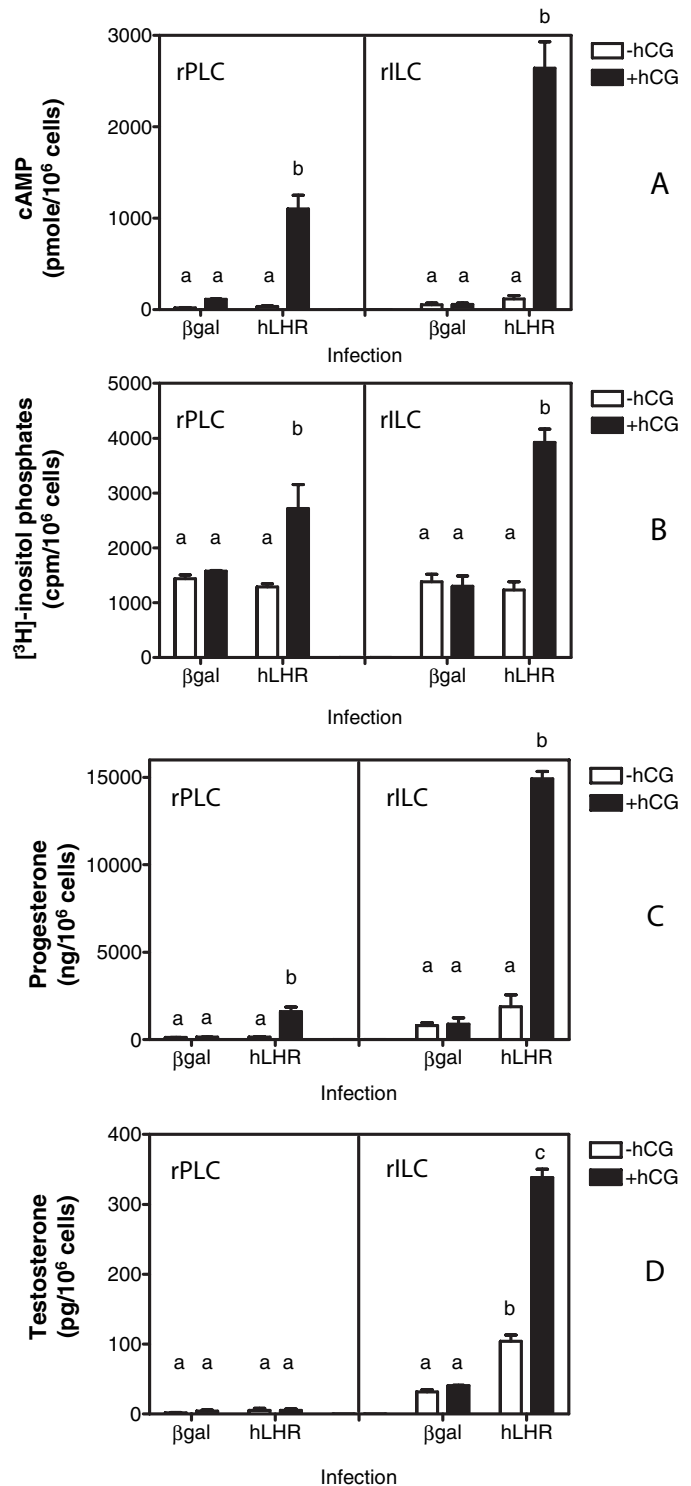 3000
2000
1000
0
cAMP
(pmole/10⁶ cells)
rPLC
rILC
a a a b
a a a b
βgal hLHR βgal hLHR
Infection
-hCG
+hCG
A
5000
4000
3000
2000
1000
0
[³H]-inositol phosphates
(cpm/10⁶ cells)
rPLC
rILC
a a a b
a a a b
βgal hLHR βgal hLHR
Infection
-hCG
+hCG
B
15000
10000
5000
0
Progesterone
(ng/10⁶ cells)
rPLC
rILC
a a a b
a a a b
βgal hLHR βgal hLHR
Infection
-hCG
+hCG
C
400
300
200
100
0
Testosterone
(pg/10⁶ cells)
rPLC
rILC
a a a a
a a b c
βgal hLHR βgal hLHR
Infection
-hCG
+hCG
D